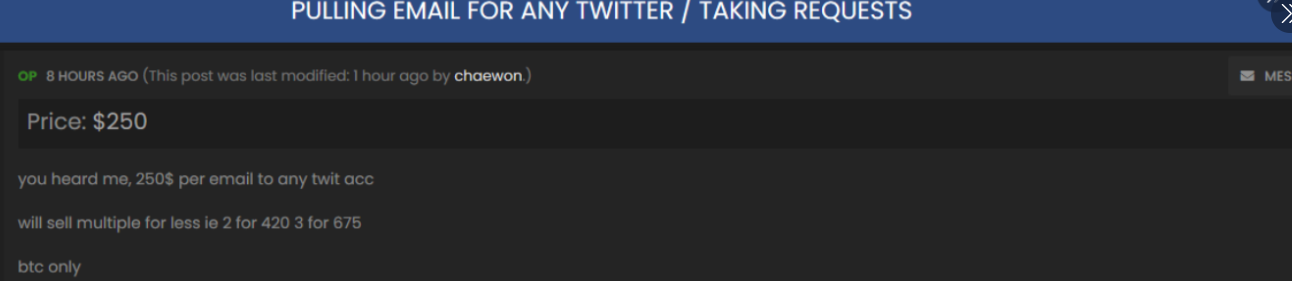 PULLING EMAIL FOR ANY TWITTER / TAKING REQUESTS
OP 8 HOURS AGO (This post was last modified: 1 hour ago by chaewon.)
MES
Price: $250
you heard me, 250$ per email to any twit acc
will sell multiple for less ie 2 for 420 3 for 675
btc only